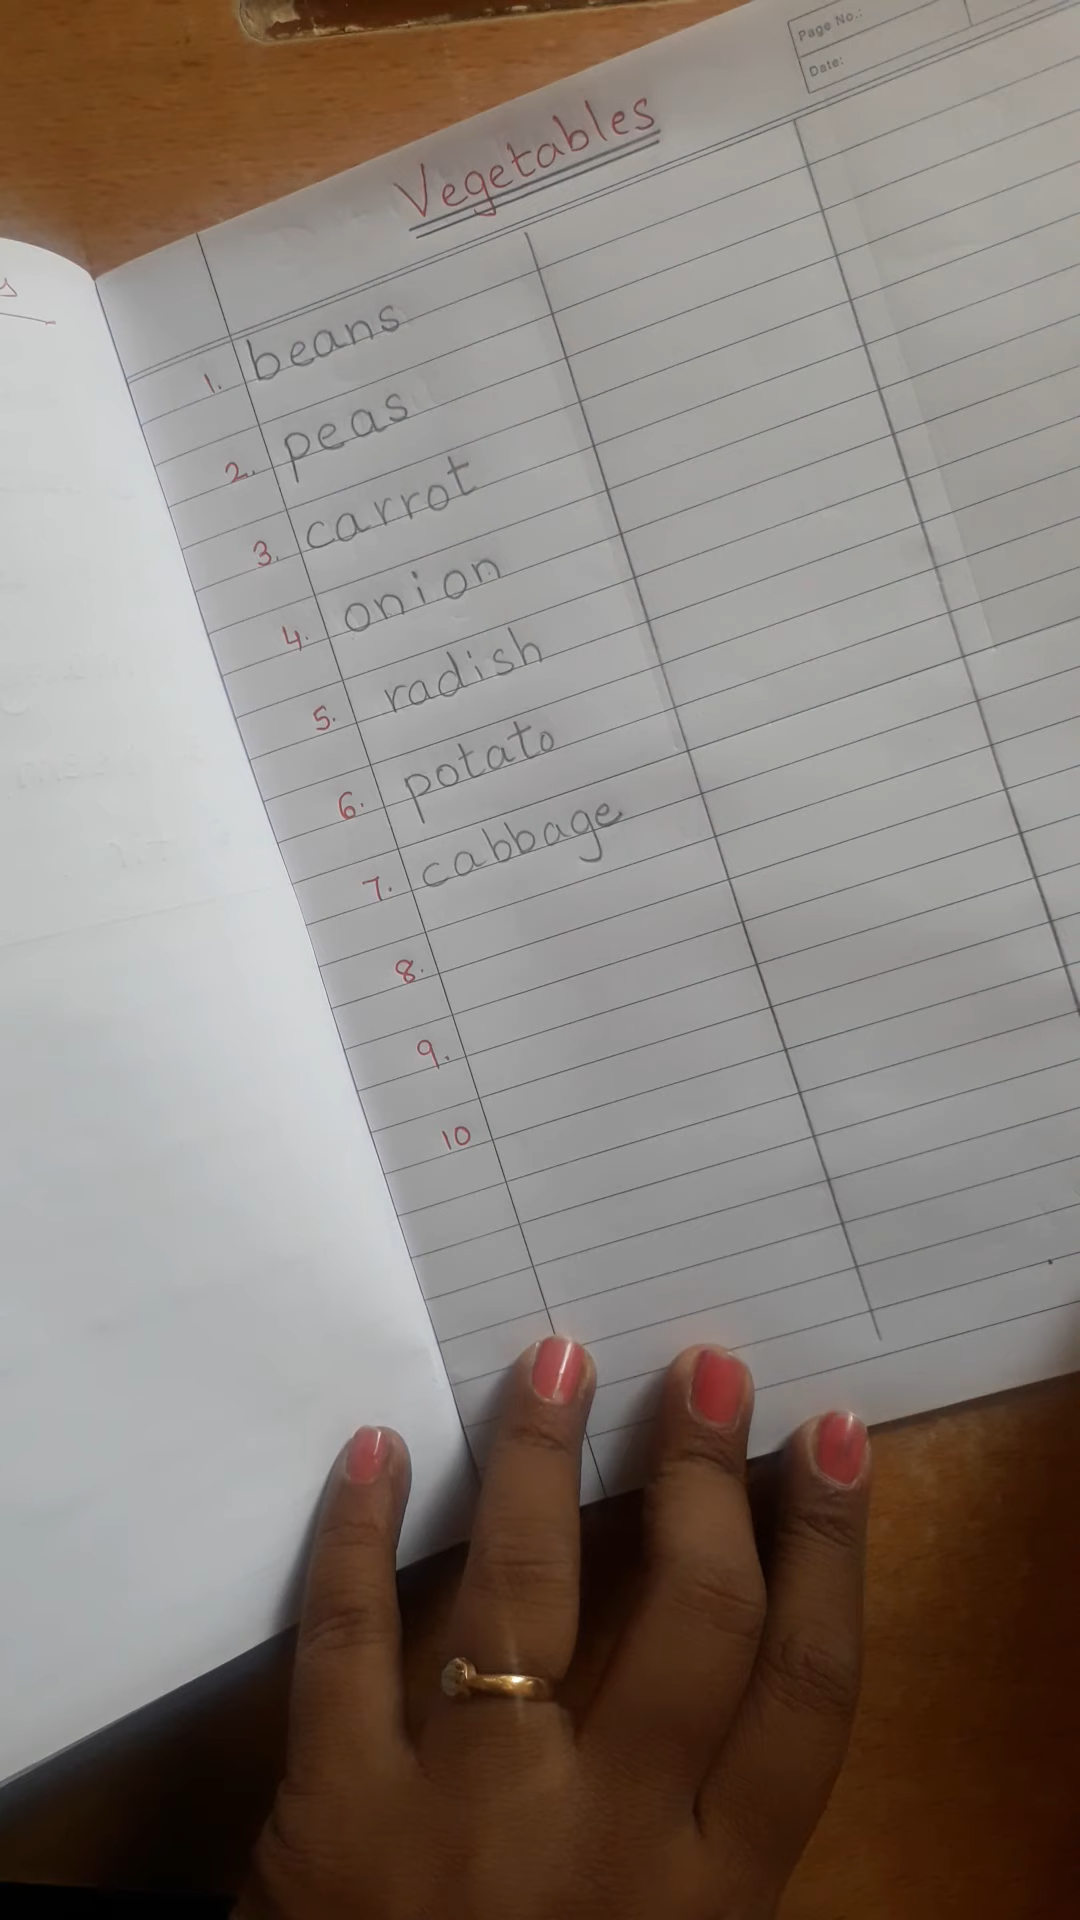 Page No.:
Date:
Vegetables
1. beans
2. peas
3. carrot
4. onion
5. radish
6. potato
7. cabbage
8.
9.
10